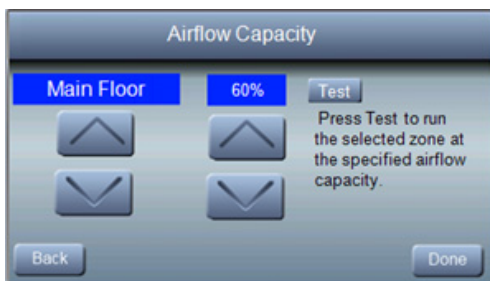 Airflow Capacity
Main Floor
60%
Test
Press Test to run
the selected zone at
the specified airflow
capacity.
Back
Done